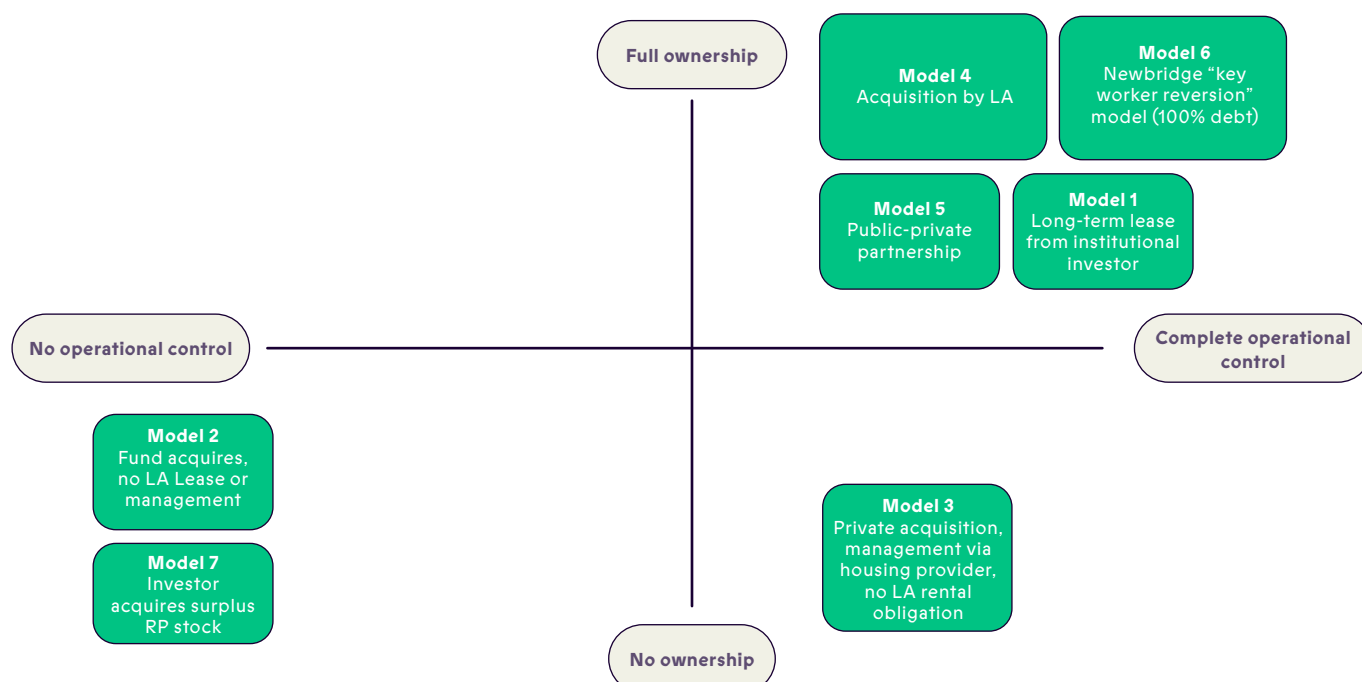 Full ownership
Model 4
Acquisition by LA
Model 6
Newbridge “key
worker reversion”
model (100% debt)
Model 5
Public-private
partnership
Model 1
Long-term lease
from institutional
investor
No operational control
Complete operational
control
Model 2
Fund acquires,
no LA Lease or
management
Model 3
Private acquisition,
management via
housing provider,
no LA rental
obligation
Model 7
Investor
acquires surplus
RP stock
No ownership